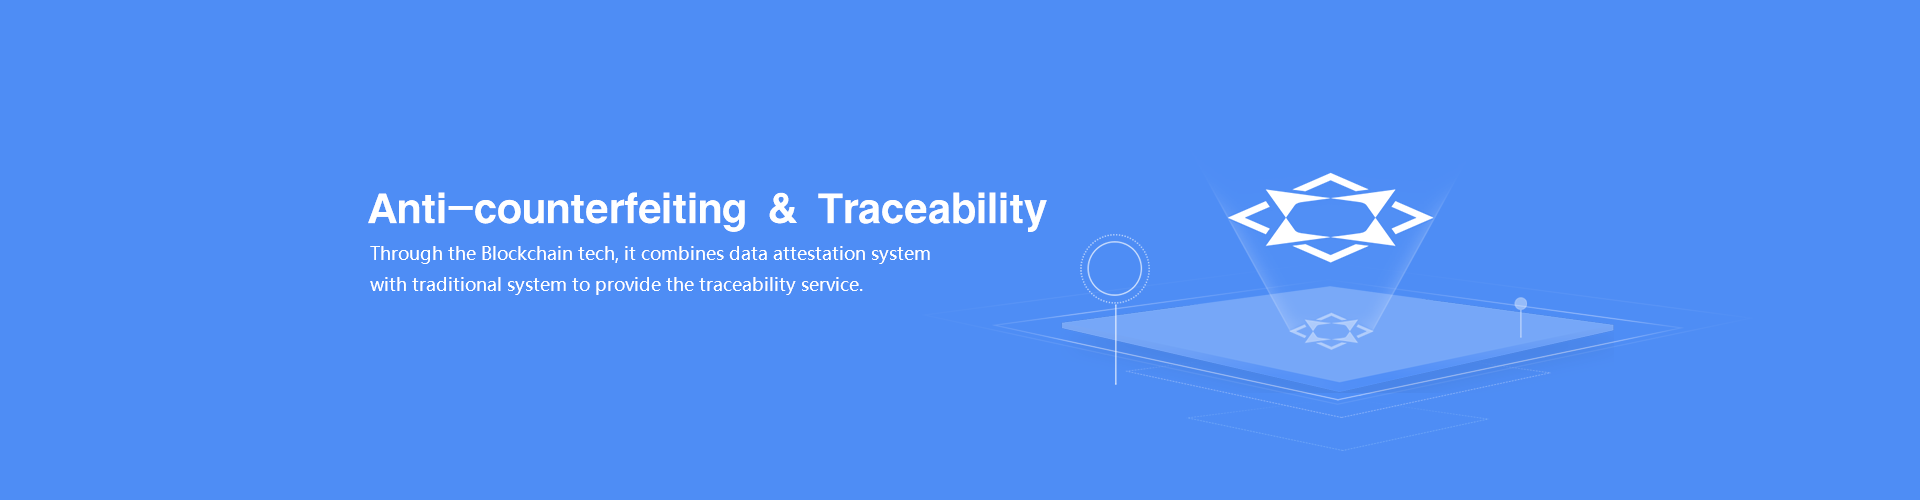 Anti-counterfeiting & Traceability
Through the Blockchain tech, it combines data attestation system
with traditional system to provide the traceability service.